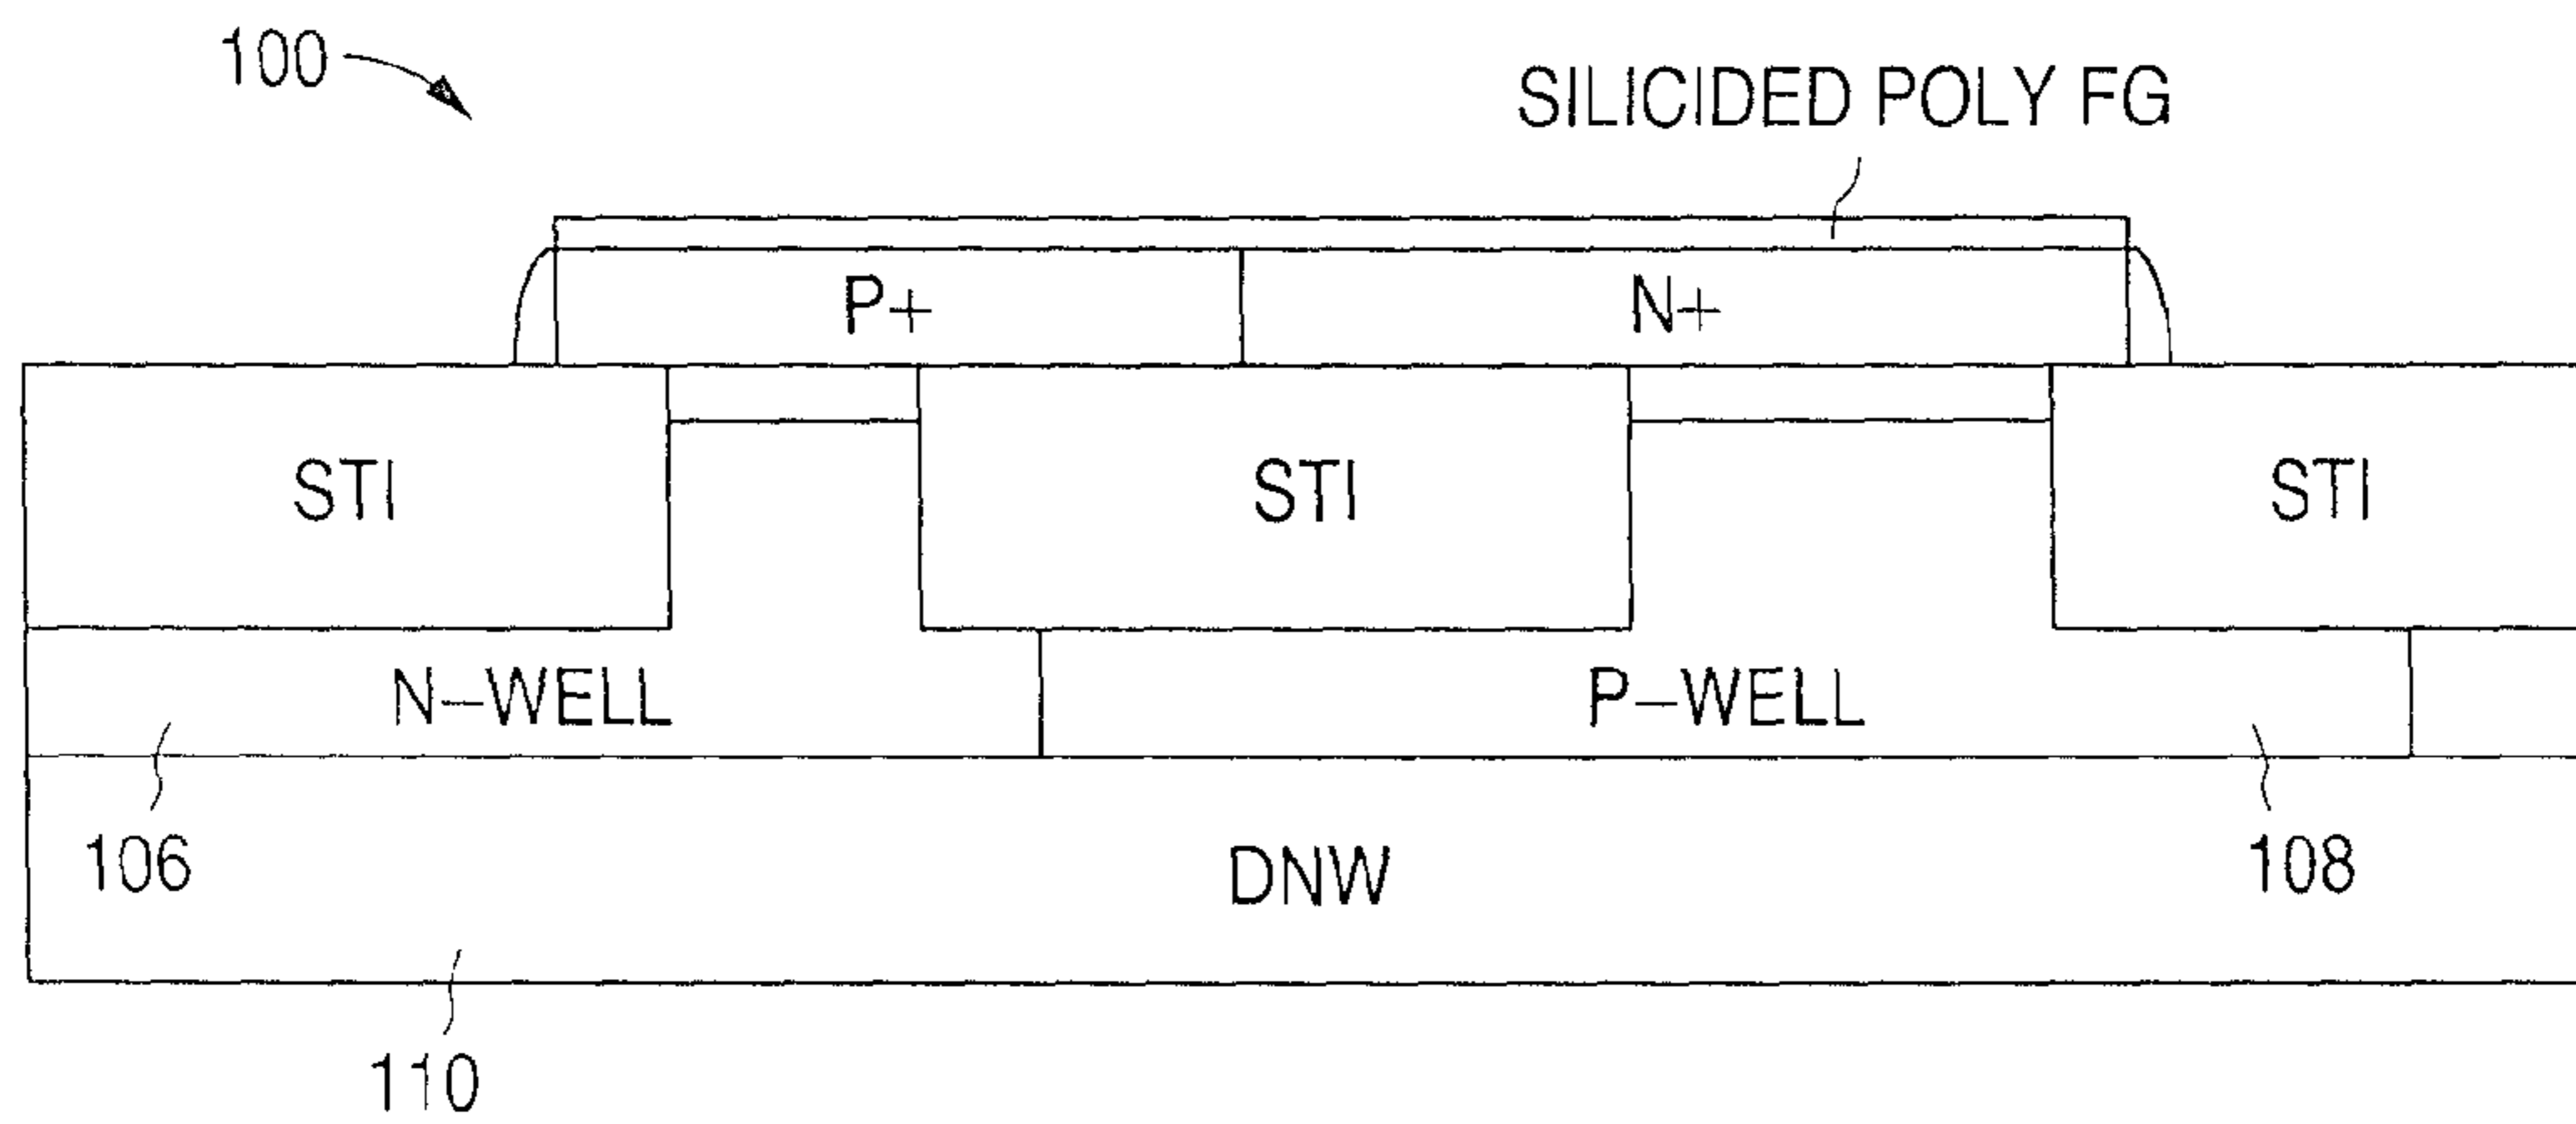 100
SILICIDED POLY FG
P+ N+
STI STI STI
N-WELL P-WELL
106 DNW 108
110